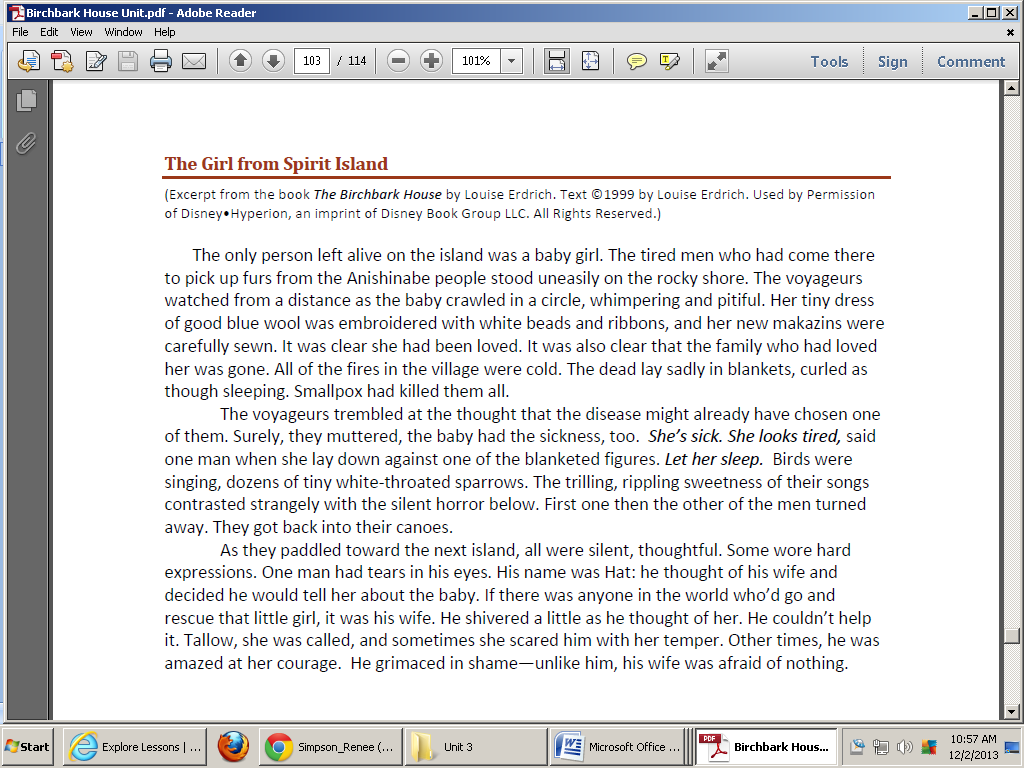 Birchbark House Unit.pdf - Adobe Reader
File Edit View Window Help
103 / 114 101% Tools Sign Comment
The Girl from Spirit Island
(Excerpt from the book The Birchbark House by Louise Erdrich. Text ©1999 by Louise Erdrich. Used by Permission
of Disney•Hyperion, an imprint of Disney Book Group LLC. All Rights Reserved.)
The only person left alive on the island was a baby girl. The tired men who had come there
to pick up furs from the Anishinabe people stood uneasily on the rocky shore. The voyageurs
watched from a distance as the baby crawled in a circle, whimpering and pitiful. Her tiny dress
of good blue wool was embroidered with white beads and ribbons, and her new makazins were
carefully sewn. It was clear she had been loved. It was also clear that the family who had loved
her was gone. All of the fires in the village were cold. The dead lay sadly in blankets, curled as
though sleeping. Smallpox had killed them all.
The voyageurs trembled at the thought that the disease might already have chosen one
of them. Surely, they muttered, the baby had the sickness, too. She's sick. She looks tired, said
one man when she lay down against one of the blanketed figures. Let her sleep. Birds were
singing, dozens of tiny white-throated sparrows. The trilling, rippling sweetness of their songs
contrasted strangely with the silent horror below. First one then the other of the men turned
away. They got back into their canoes.
As they paddled toward the next island, all were silent, thoughtful. Some wore hard
expressions. One man had tears in his eyes. His name was Hat: he thought of his wife and
decided he would tell her about the baby. If there was anyone in the world who'd go and
rescue that little girl, it was his wife. He shivered a little as he thought of her. He couldn't help
it. Tallow, she was called, and sometimes she scared him with her temper. Other times, he was
amazed at her courage. He grimaced in shame—unlike him, his wife was afraid of nothing.
Start Explore Lessons | ... Simpson_Renee (... Unit 3 Microsoft Office ... PDF Birchbark Hous... 10:57 AM
12/2/2013